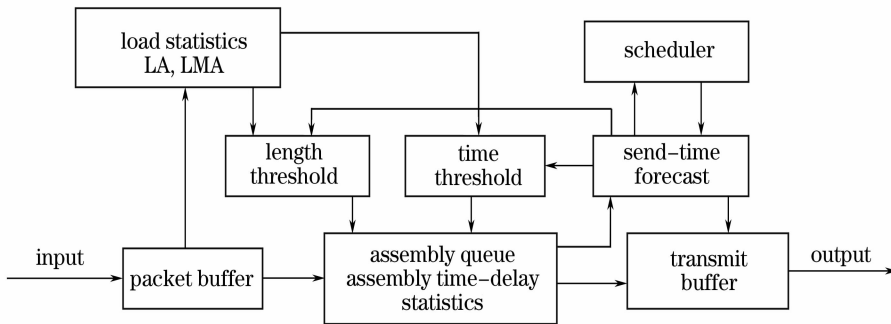 load statistics
LA, LMA
scheduler
length
threshold
time
threshold
send-time
forecast
input
packet buffer
assembly queue
assembly time-delay
statistics
transmit
buffer
output